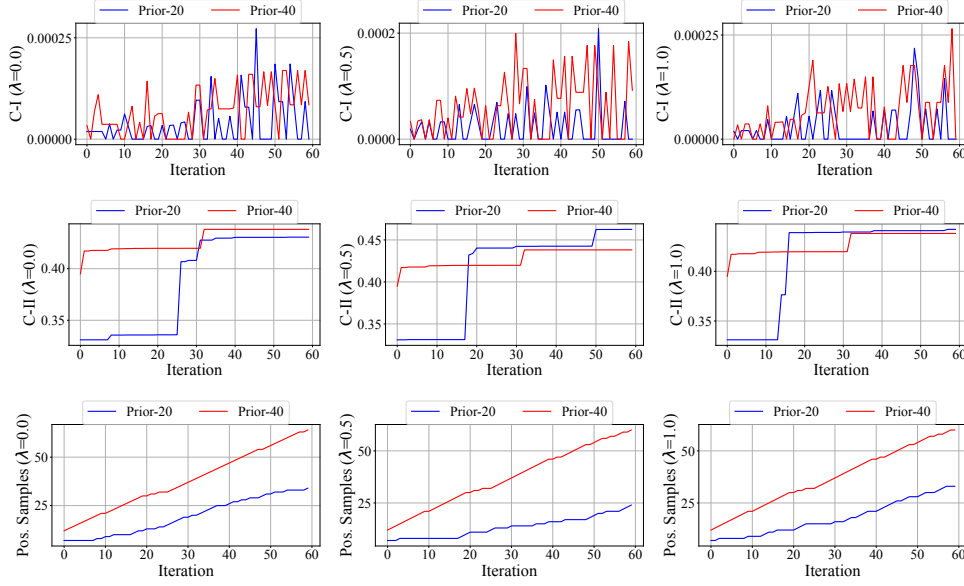 Prior-20 Prior-40
C-I (λ=0.0)
0.00025
0.00000
0 10 20 30 40 50 60
Iteration
Prior-20 Prior-40
C-I (λ=0.5)
0.0002
0.0000
0 10 20 30 40 50 60
Iteration
Prior-20 Prior-40
C-I (λ=1.0)
0.00025
0.00000
0 10 20 30 40 50 60
Iteration
Prior-20 Prior-40
C-II (λ=0.0)
0.40
0.35
0 10 20 30 40 50 60
Iteration
Prior-20 Prior-40
C-II (λ=0.5)
0.45
0.40
0.35
0 10 20 30 40 50 60
Iteration
Prior-20 Prior-40
C-II (λ=1.0)
0.40
0.35
0 10 20 30 40 50 60
Iteration
Prior-20 Prior-40
Pos. Samples (λ=0.0)
50
25
0 10 20 30 40 50 60
Iteration
Prior-20 Prior-40
Pos. Samples (λ=0.5)
50
25
0 10 20 30 40 50 60
Iteration
Prior-20 Prior-40
Pos. Samples (λ=1.0)
50
25
0 10 20 30 40 50 60
Iteration